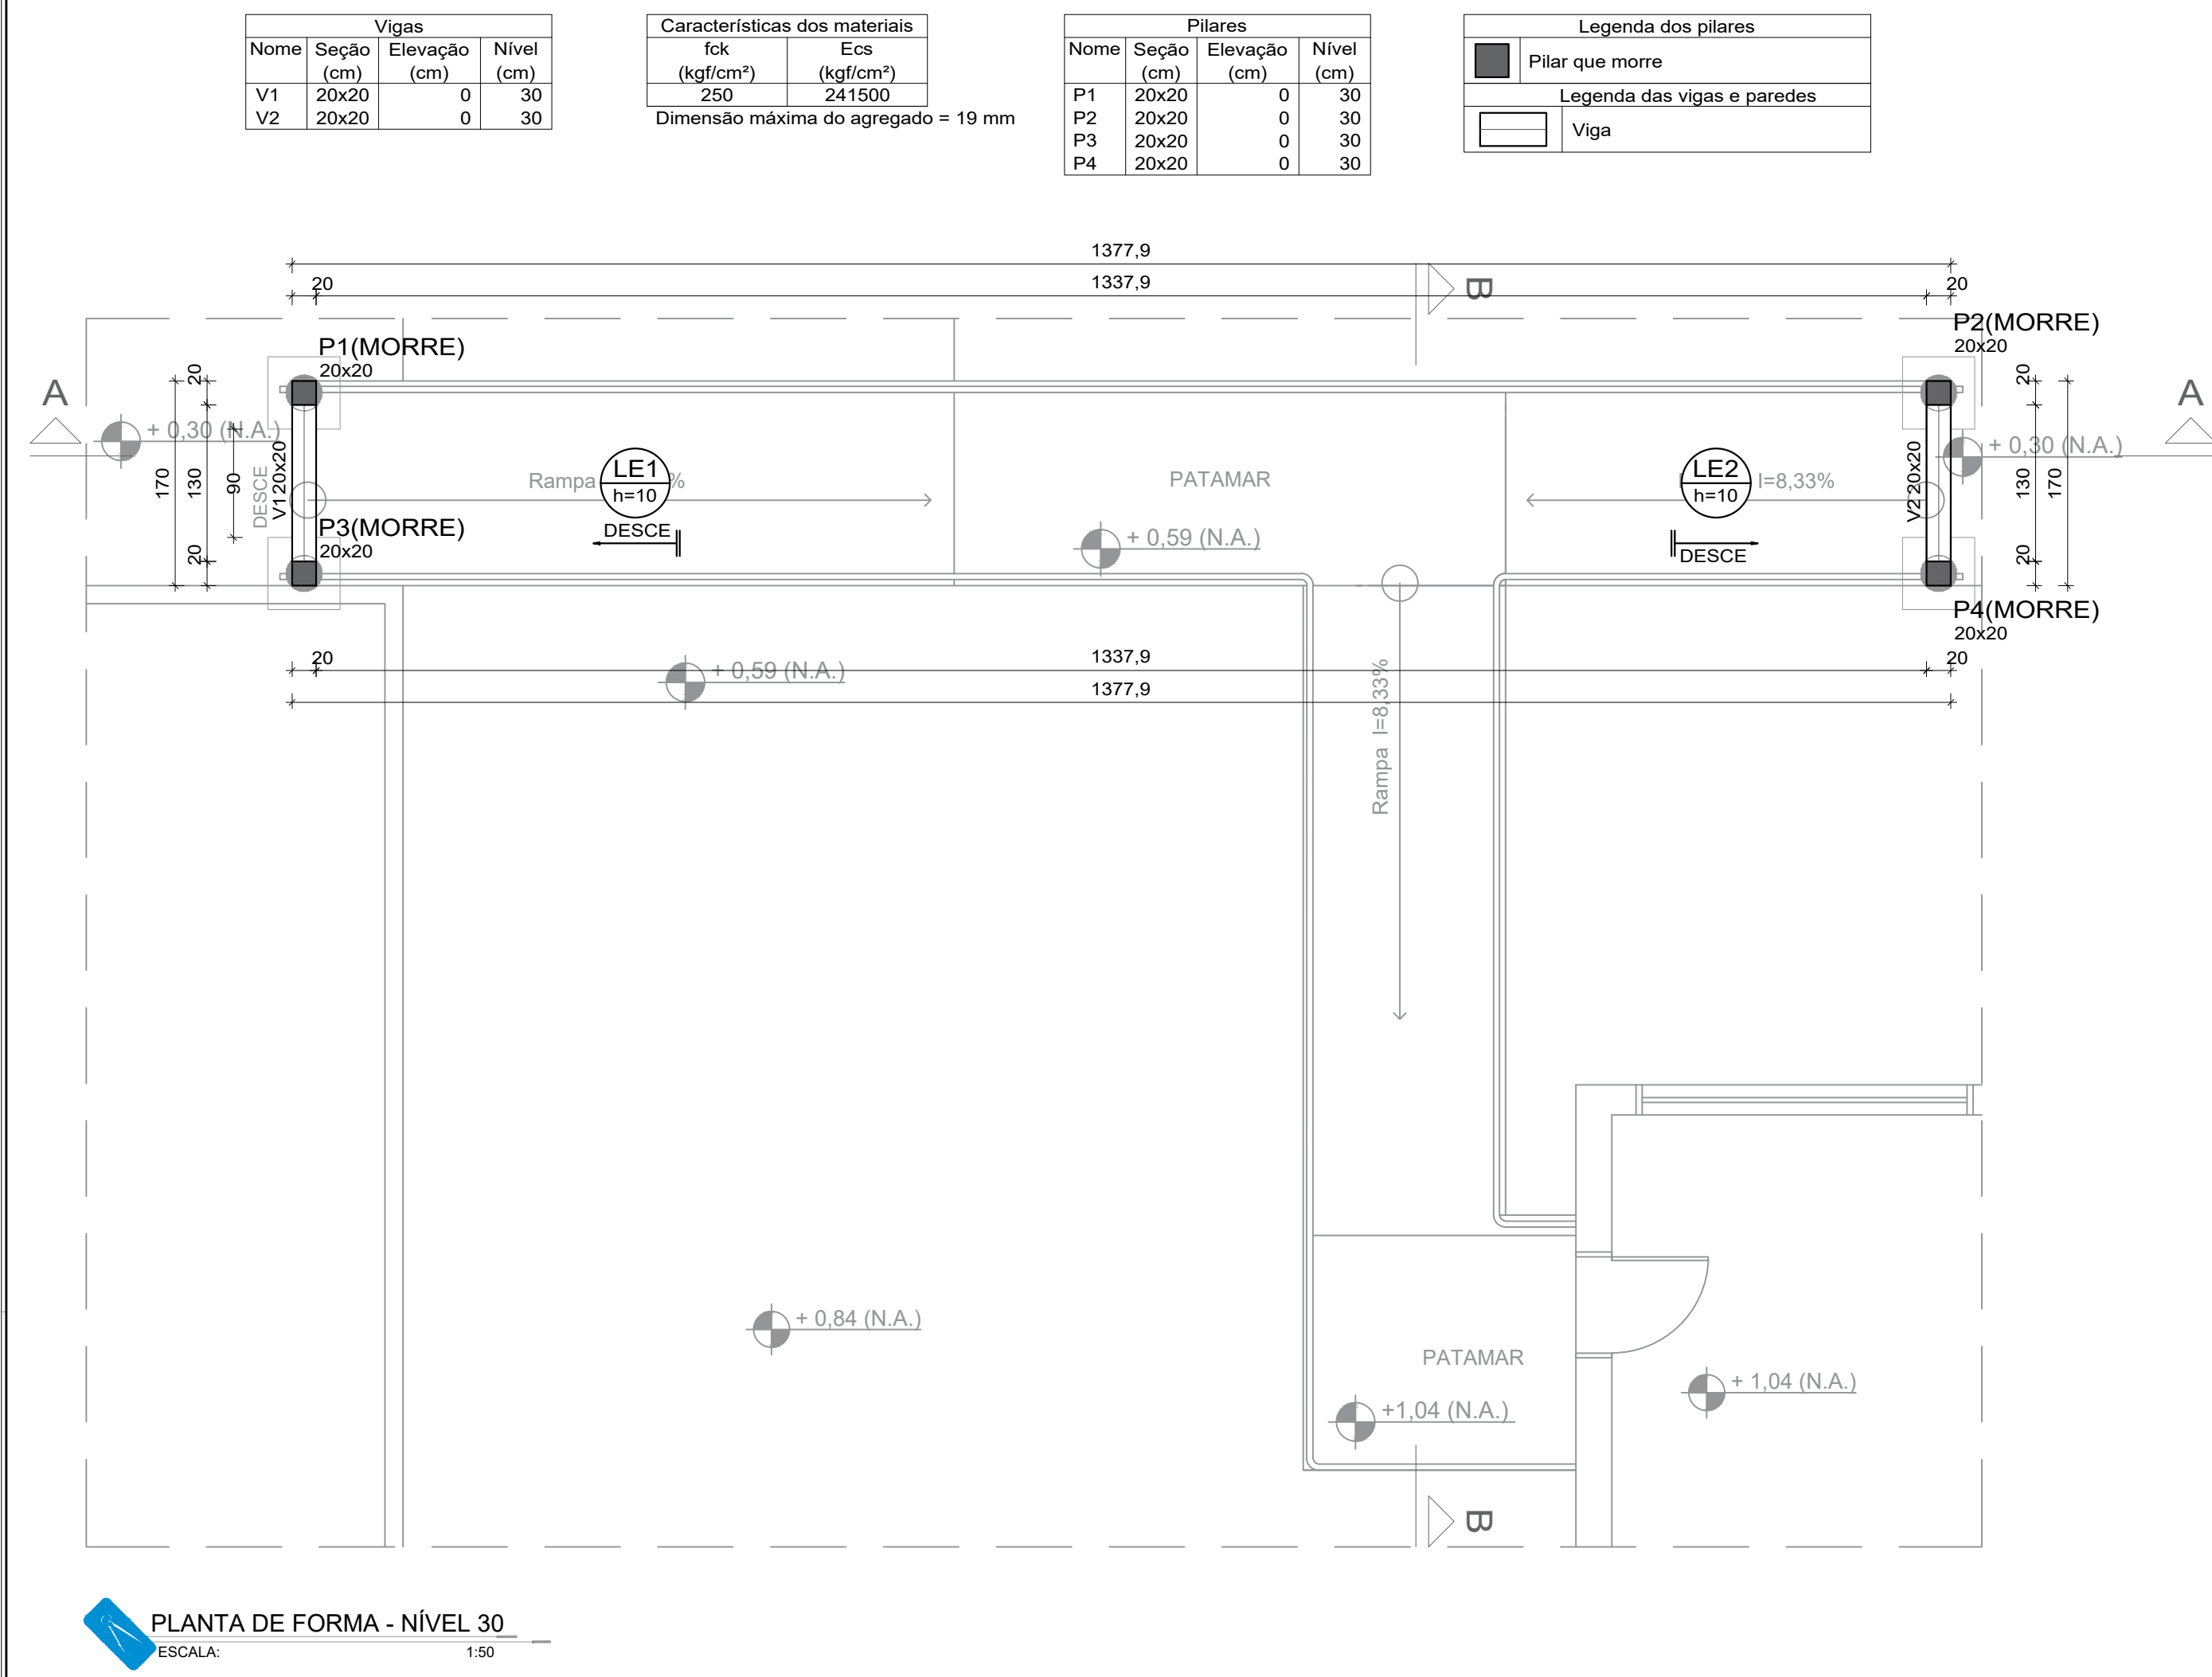 Vigas
Nome Seção (cm) Elevação (cm) Nível (cm)
V1 20x20 0 30
V2 20x20 0 30
Características dos materiais
fck (kgf/cm²) Ecs (kgf/cm²)
250 241500
Dimensão máxima do agregado = 19 mm
Pilares
Nome Seção (cm) Elevação (cm) Nível (cm)
P1 20x20 0 30
P2 20x20 0 30
P3 20x20 0 30
P4 20x20 0 30
Legenda dos pilares
Pilar que morre
Legenda das vigas e paredes
Viga
1377,9
20 1337,9 20
B
P1(MORRE)
20x20
P2(MORRE)
20x20
A
A
+ 0,30 (N.A.)
+ 0,30 (N.A.)
170
20
130
20
90
DESCE
V1 20x20
Rampa %
LE1
h=10
DESCE
PATAMAR
+ 0,59 (N.A.)
LE2
h=10
I=8,33%
DESCE
V2 20x20
20
130
20
170
P3(MORRE)
20x20
P4(MORRE)
20x20
20 1337,9 20
+ 0,59 (N.A.)
1377,9
Rampa I=8,33%
+ 0,84 (N.A.)
PATAMAR
+1,04 (N.A.)
+ 1,04 (N.A.)
B
PLANTA DE FORMA - NÍVEL 30
ESCALA: 1:50